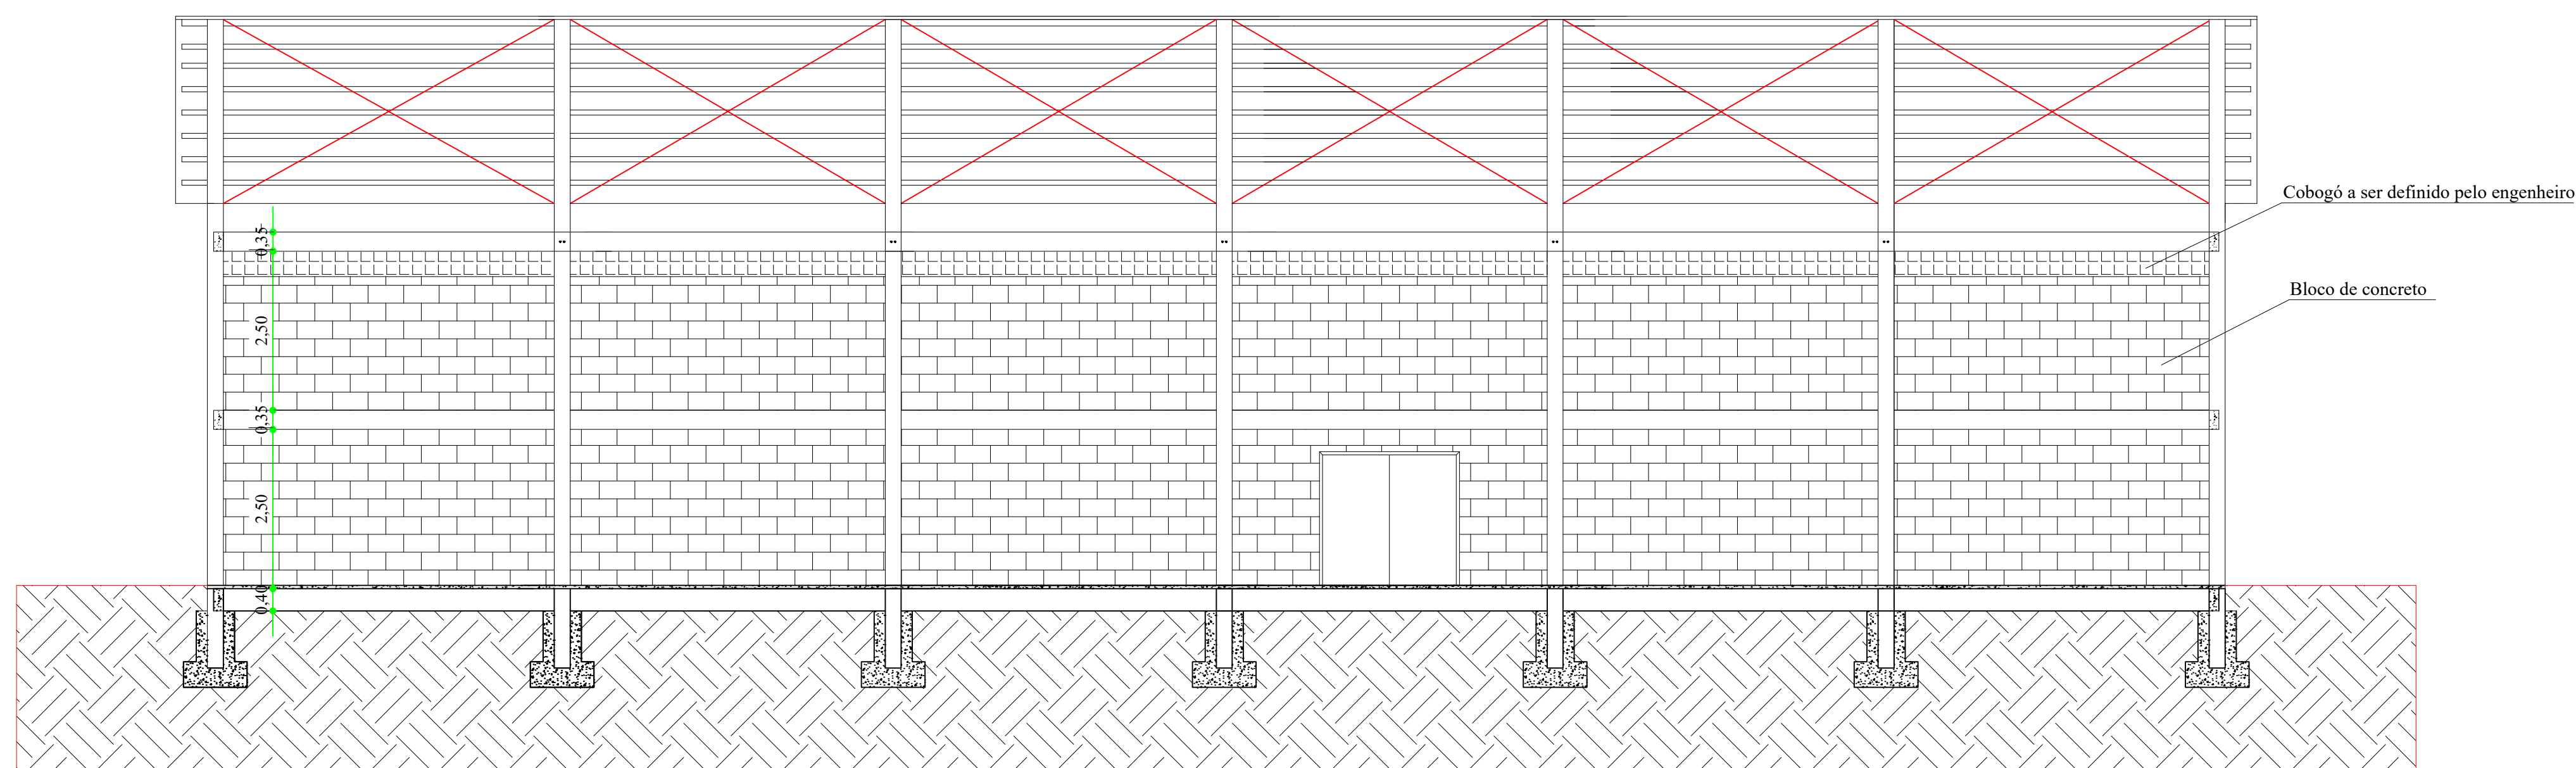 Cobogó a ser definido pelo engenheiro
0,35
Bloco de concreto
2,50
0,35
2,50
0,40